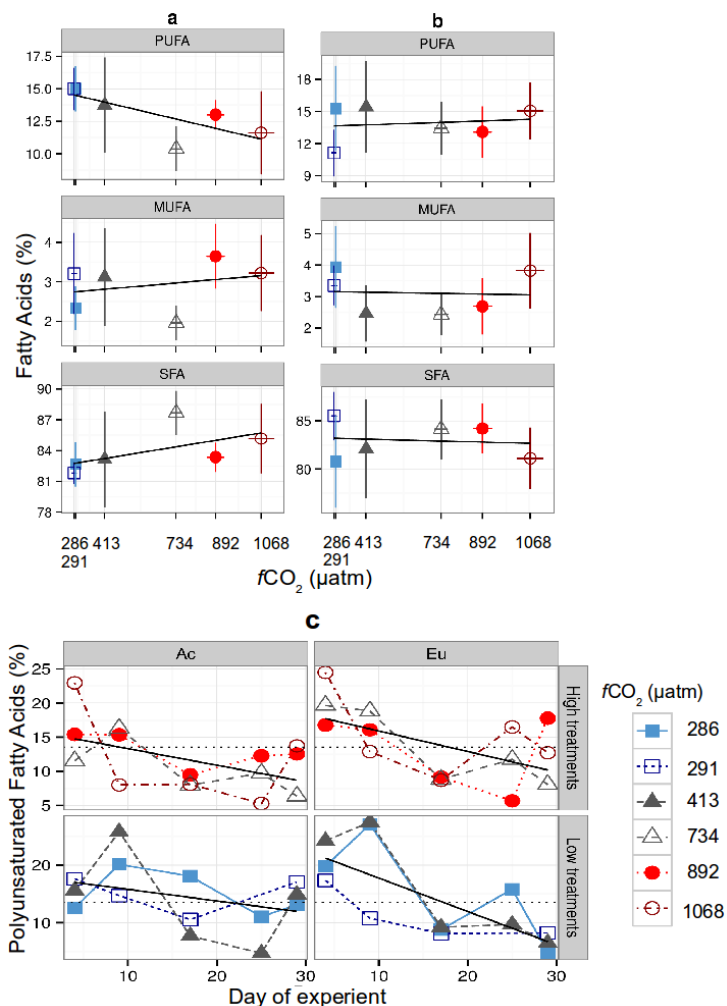 a
b
PUFA
PUFA
17.5
15.0
12.5
10.0
18
15
12
9
MUFA
MUFA
4
3
2
5
4
3
2
SFA
SFA
90
87
84
81
78
85
80
Fatty Acids (%)
286 413 734 892 1068
291
286 413 734 892 1068
291
fCO2 (µatm)
c
Ac
Eu
25
20
15
10
5
High treatments
20
10
Low treatments
Polyunsaturated Fatty Acids (%)
10 20 30
10 20 30
Day of experient
fCO2 (µatm)
286
291
413
734
892
1068